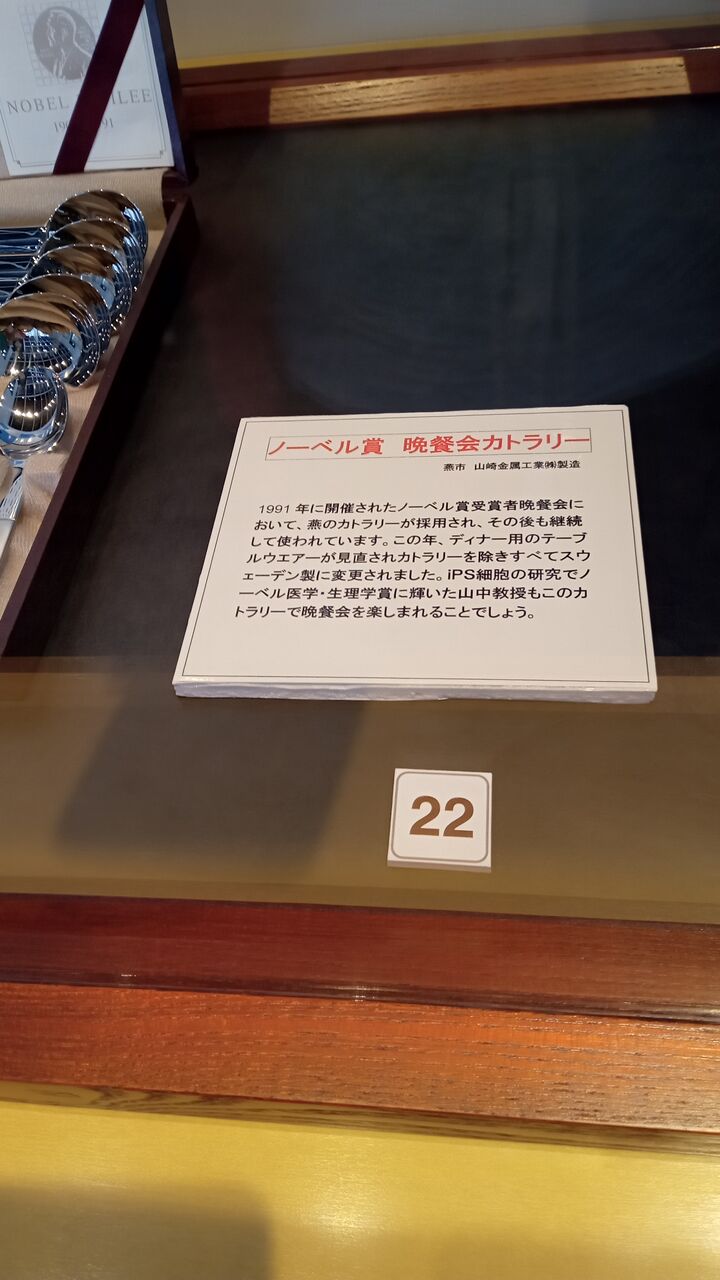 NOBEL
ノーベル賞 晩餐会カトラリー
燕市 山崎金属工業㈱製造
1991年に開催されたノーベル賞受賞者晩餐会に
おいて、燕のカトラリーが採用され、その後も継続
して使われています。この年、ディナー用のテーブ
ルウエアーが見直されカトラリーを除きすべてスウ
ェーデン製に変更されました。iPS細胞の研究でノ
ーベル医学・生理学賞に輝いた山中教授もこのカ
トラリーで晩餐会を楽しまれることでしょう。
22